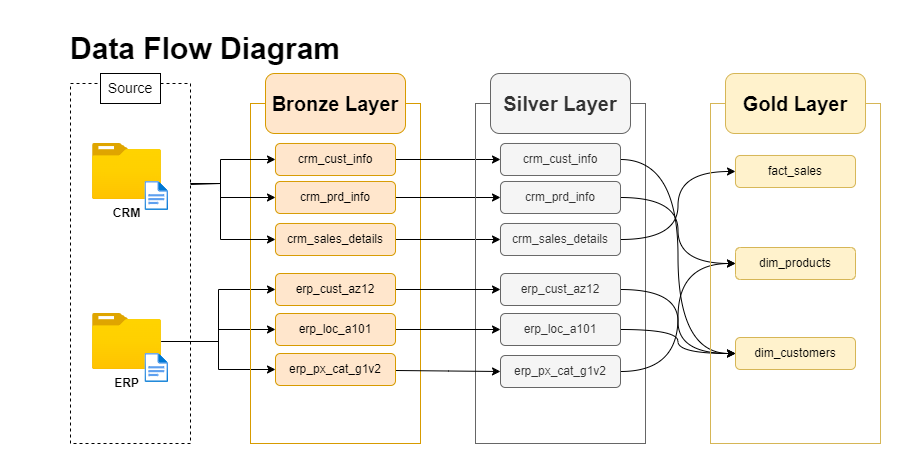 Data Flow Diagram
Source
Bronze Layer
Silver Layer
Gold Layer
CRM
ERP
crm_cust_info
crm_prd_info
crm_sales_details
erp_cust_az12
erp_loc_a101
erp_px_cat_g1v2
crm_cust_info
crm_prd_info
crm_sales_details
erp_cust_az12
erp_loc_a101
erp_px_cat_g1v2
fact_sales
dim_products
dim_customers